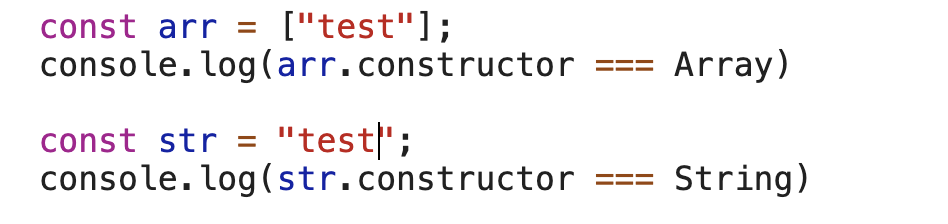 const arr = ["test"];
console.log(arr.constructor === Array)
const str = "test";
console.log(str.constructor === String)